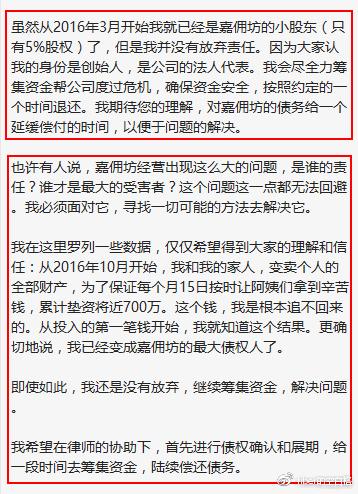 虽然从2016年3月开始我就已经是嘉佣坊的小股东（只
有5%股权）了，但是我并没有放弃责任。因为大家认
我的身份是创始人，是公司的法人代表。我会尽全力筹
集资金帮公司度过危机，确保资金安全，按照约定的一
个时间退还。我期待您的理解，对嘉佣坊的债务给一个
延缓偿付的时间，以便于问题的解决。
也许有人说，嘉佣坊经营出现这么大的问题，是谁的责
任？谁才是最大的受害者？这个问题这一点都无法回避
。我必须面对它，寻找一切可能的方法去解决它。
我在这里罗列一些数据，仅仅希望得到大家的理解和信
任：从2016年10月开始，我和我的家人，变卖个人的
全部财产，为了保证每个月15日按时让阿姨们拿到辛苦
钱，累计垫资将近700万。这个钱，我是根本追不回来
的。从投入的第一笔钱开始，我就知道这个结果。更确
切地说，我已经变成嘉佣坊的最大债权人了。
即使如此，我还是没有放弃，继续筹集资金，解决问题
。
我希望在律师的协助下，首先进行债权确认和展期，给
一段时间去筹集资金，陆续偿还债务。